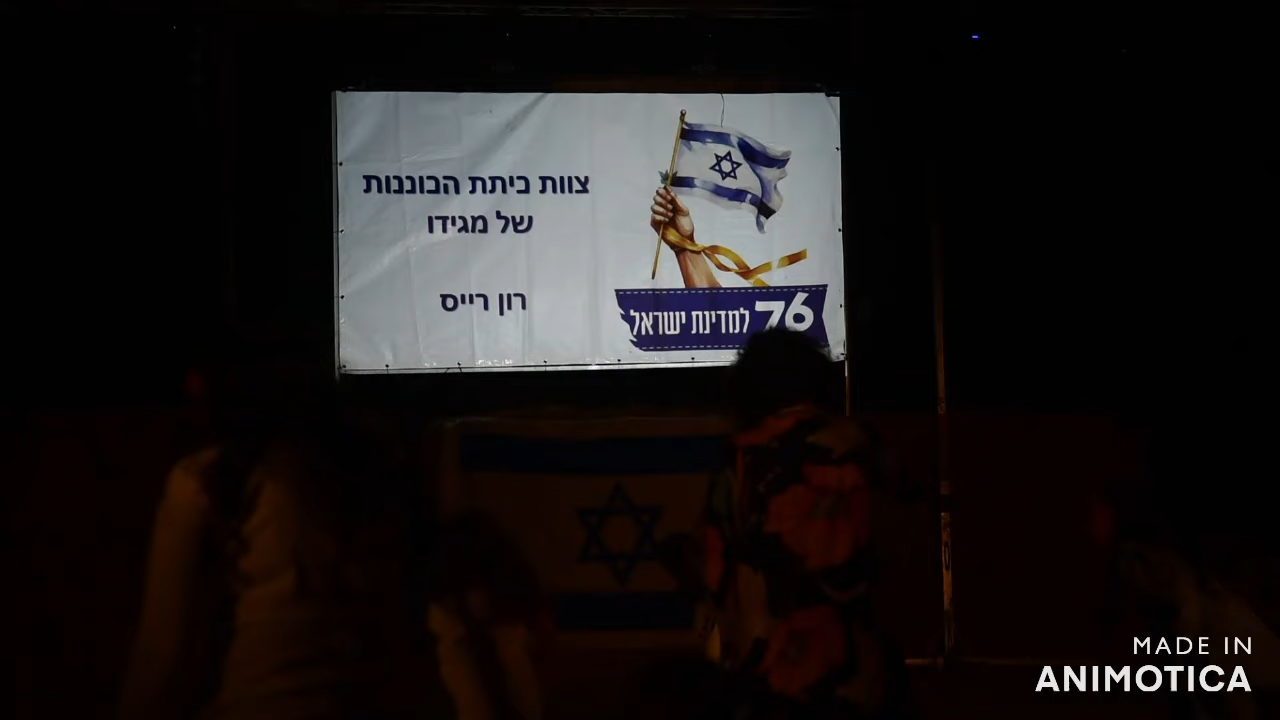 צוות כיתת הכוננות
של מגידו
רון רייס
76 למדינת ישראל
MADE IN
ANIMOTICA